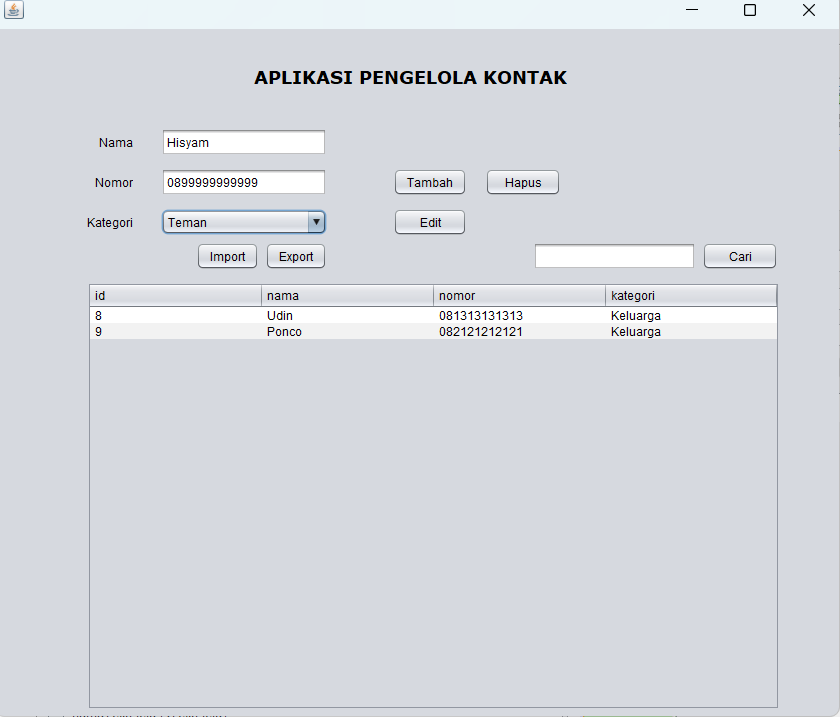 APLIKASI PENGELOLA KONTAK
Nama Hisyam
Nomor 0899999999999 Tambah Hapus
Kategori Teman Edit
Import Export Cari
id nama nomor kategori
8 Udin 081313131313 Keluarga
9 Ponco 082121212121 Keluarga